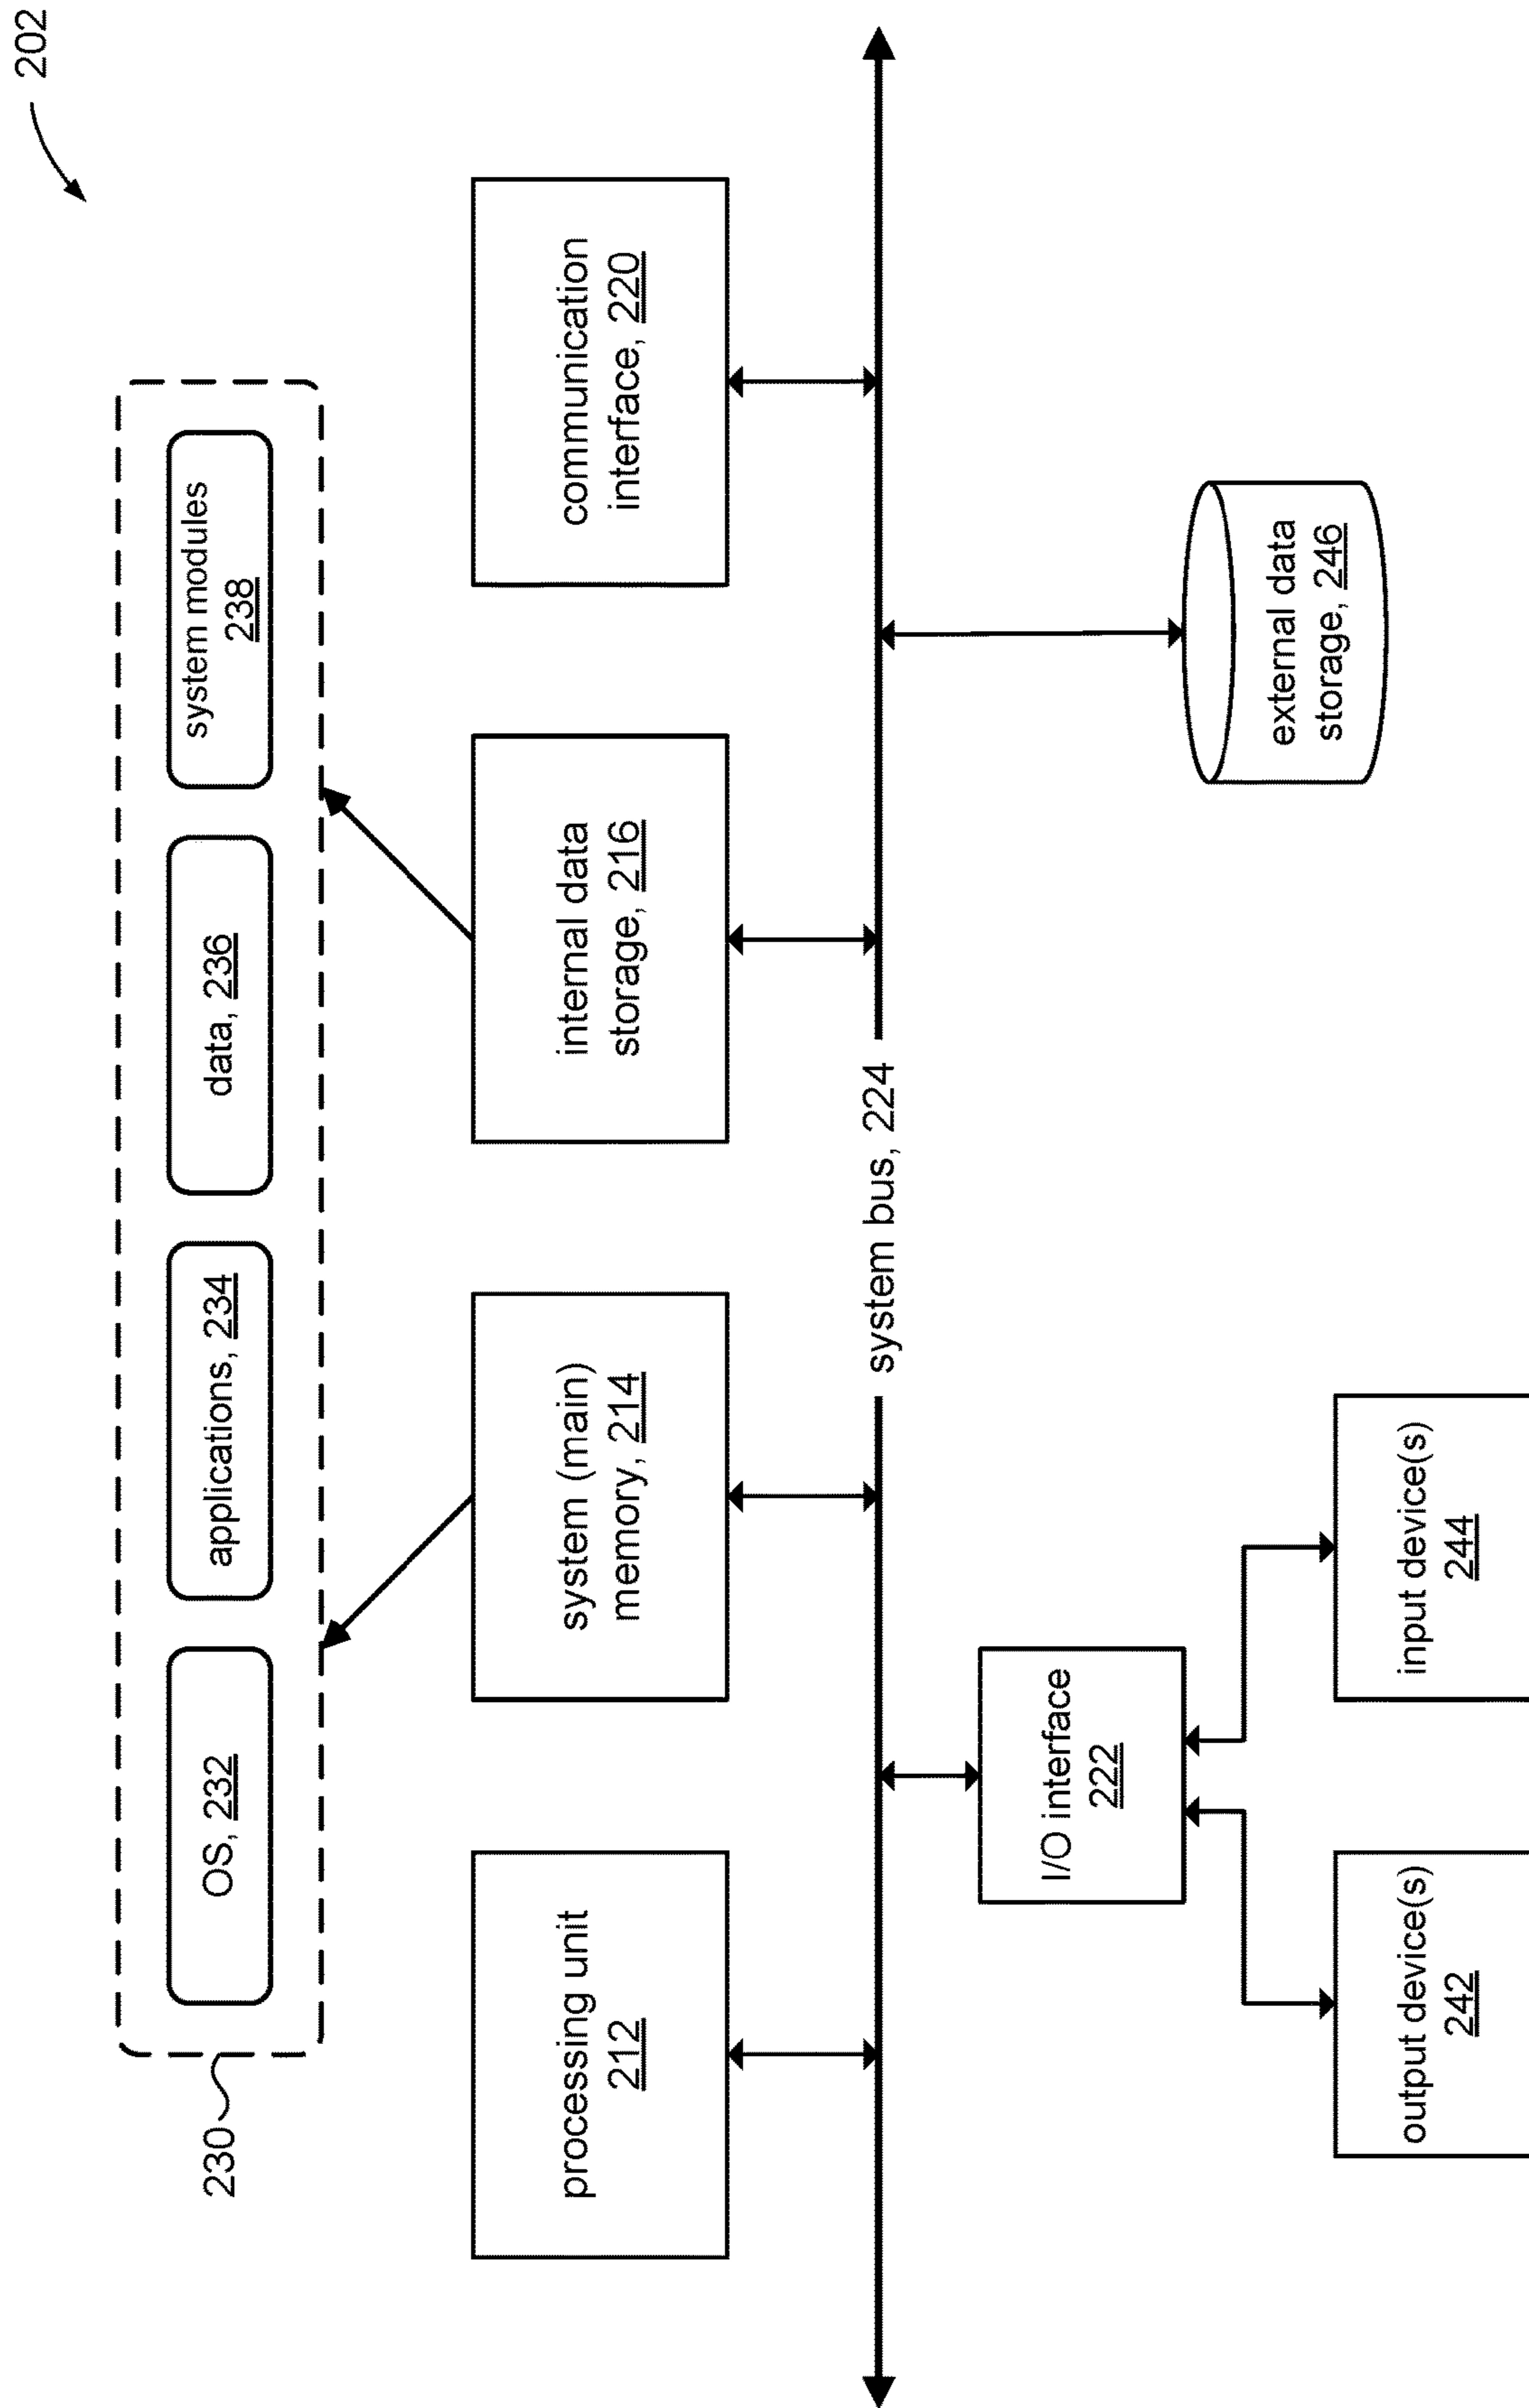 202
230
OS, 232
applications, 234
data, 236
system modules
238
processing unit
212
system (main)
memory, 214
internal data
storage, 216
communication
interface, 220
system bus, 224
I/O interface
222
external data
storage, 246
output device(s)
242
input device(s)
244